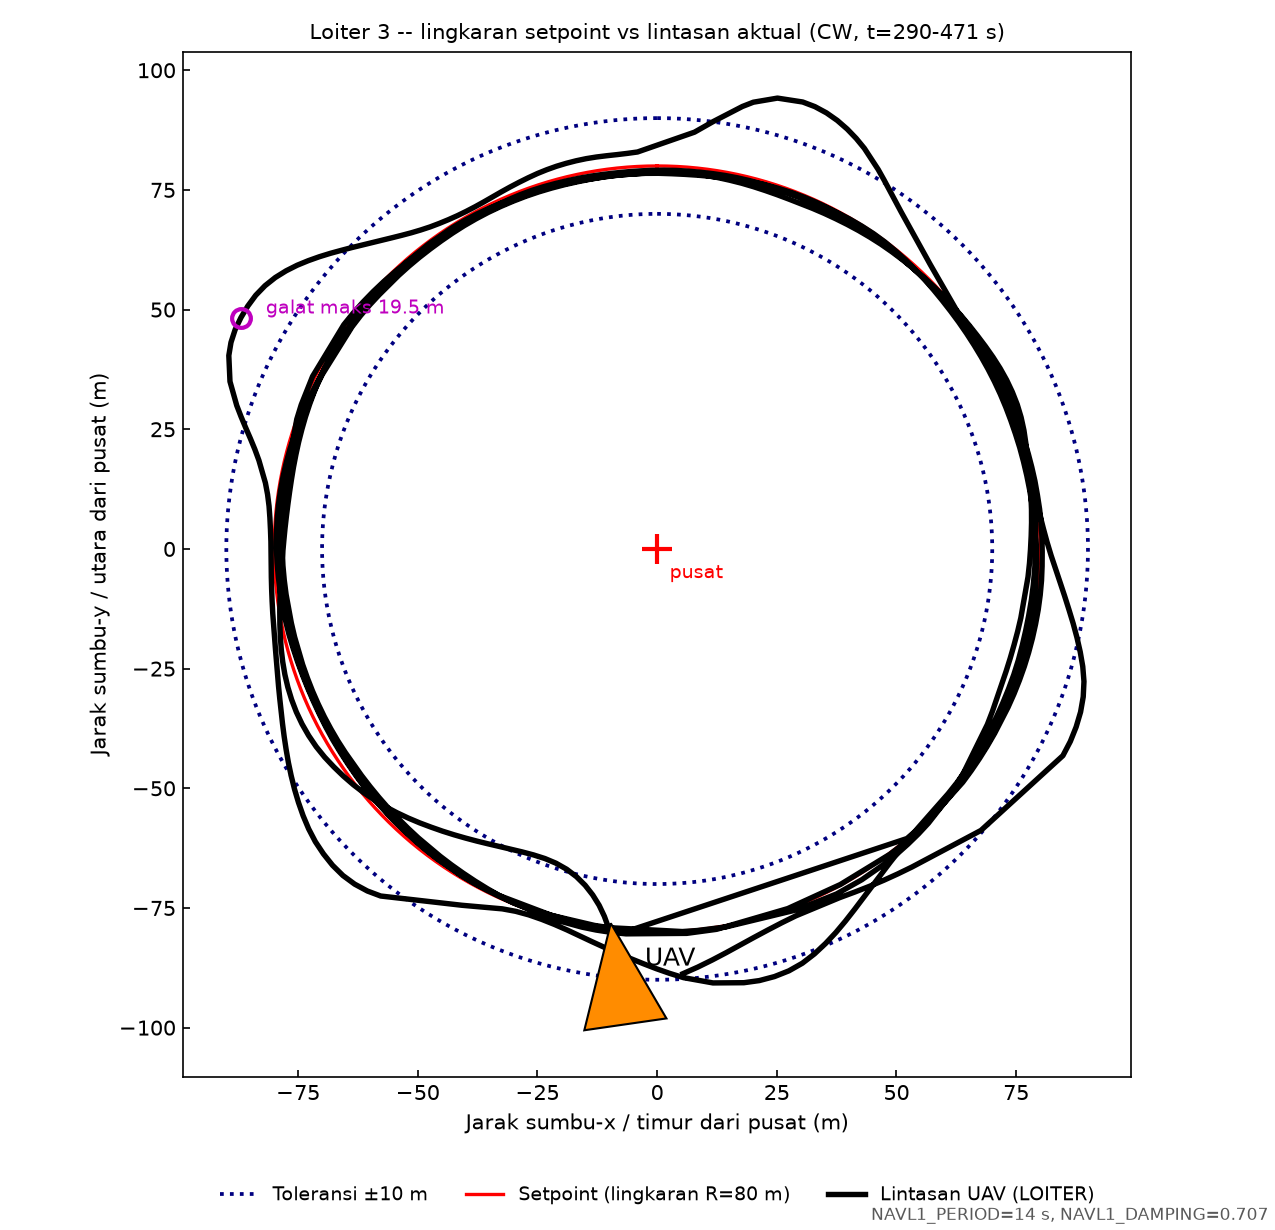 Loiter 3 -- lingkaran setpoint vs lintasan aktual (CW, t=290-471 s)
Jarak sumbu-y / utara dari pusat (m)
100
75
50
25
0
−25
−50
−75
−100
galat maks 19.5 m
pusat
UAV
−75
−50
−25
0
25
50
75
Jarak sumbu-x / timur dari pusat (m)
Toleransi ±10 m
Setpoint (lingkaran R=80 m)
Lintasan UAV (LOITER)
NAVL1_PERIOD=14 s, NAVL1_DAMPING=0.707